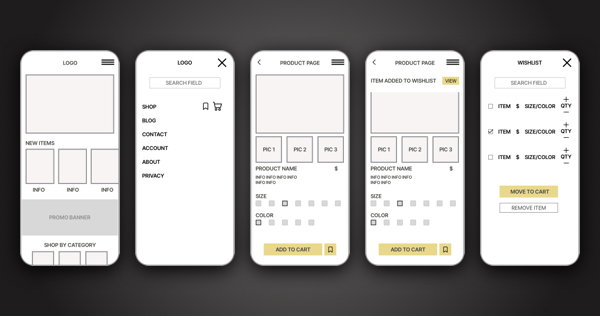 LOGO
NEW ITEMS
INFO INFO INFO
PROMO BANNER
SHOP BY CATEGORY
LOGO
SEARCH FIELD
SHOP
BLOG
CONTACT
ACCOUNT
ABOUT
PRIVACY
PRODUCT PAGE
PIC 1 PIC 2 PIC 3
PRODUCT NAME $
INFO INFO INFO INFO
INFO INFO
SIZE
COLOR
ADD TO CART
PRODUCT PAGE
ITEM ADDED TO WISHLIST VIEW
PIC 1 PIC 2 PIC 3
PRODUCT NAME $
INFO INFO INFO INFO
INFO INFO
SIZE
COLOR
ADD TO CART
WISHLIST
SEARCH FIELD
ITEM $ SIZE/COLOR QTY
ITEM $ SIZE/COLOR QTY
ITEM $ SIZE/COLOR QTY
MOVE TO CART
REMOVE ITEM